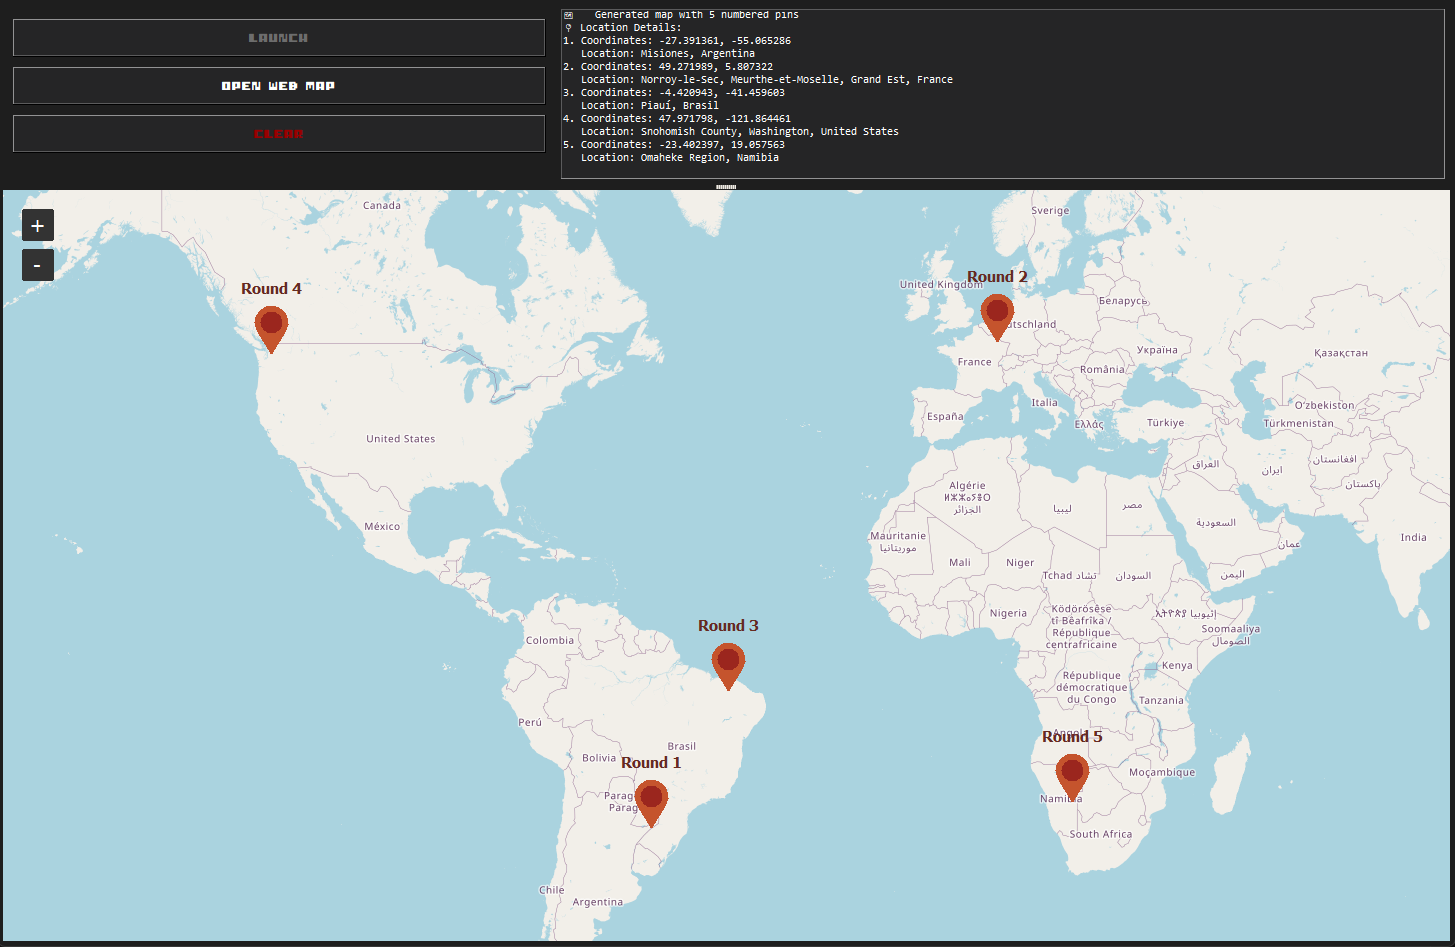 LAUNCH
OPEN WEB MAP
CLEAR
Generated map with 5 numbered pins
Location Details:
1. Coordinates: -27.391361, -55.065286
Location: Misiones, Argentina
2. Coordinates: 49.271989, 5.807322
Location: Norroy-le-Sec, Meurthe-et-Moselle, Grand Est, France
3. Coordinates: -4.420943, -41.459603
Location: Piauí, Brasil
4. Coordinates: 47.971798, -121.864461
Location: Snohomish County, Washington, United States
5. Coordinates: -23.402397, 19.057563
Location: Omaheke Region, Namibia
+
-
Canada
Sverige
Round 4
Round 2
United Kingdom
Беларусь
utschland
Україна
Қазақстан
France
România
Italia
O'zbekiston
España
Ελλάς
Türkiye
Türkmenistan
United States
العراق
ایران
افغانستان
پاکستان
Algérie
ⵍⵣⵣⴰⵢⴻⵔ
الجزائر
ليبيا
مصر
السعودية
México
Mauritanie
موريتانيا
India
عمان
Mali
Niger
Tchad تشاد
السودان
اليمن
Nigeria
Ködörösêse
tî Bêafrîka /
République
centrafricaine
ኢትዮጵያ إثيوبيا
Soomaaliya
الصومال
Round 3
Colombia
Kenya
République
démocratique
du Congo
Tanzania
Perú
Brasil
Angola
Round 5
Bolivia
Round 1
Moçambique
Parag
Parag
Namibia
South Africa
Chile
Argentina